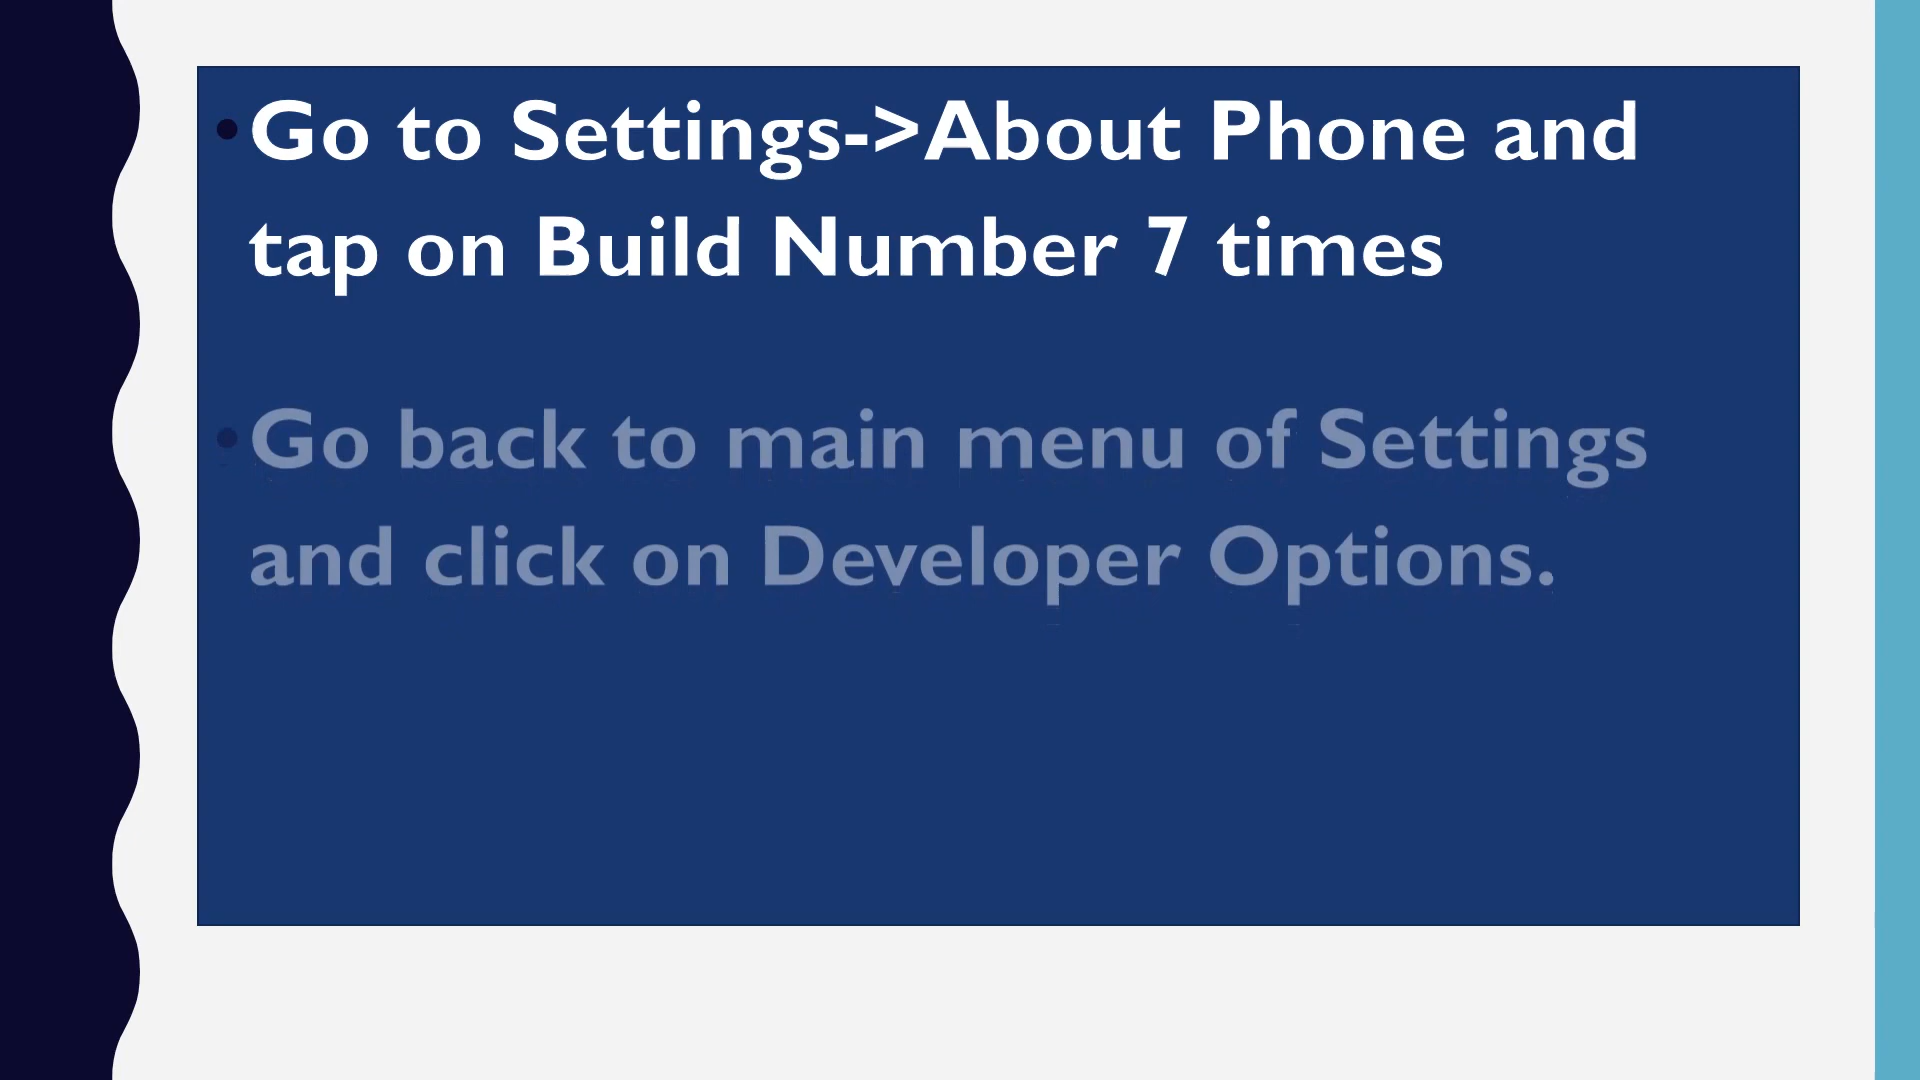 • Go to Settings->About Phone and
tap on Build Number 7 times
• Go back to main menu of Settings
and click on Developer Options.